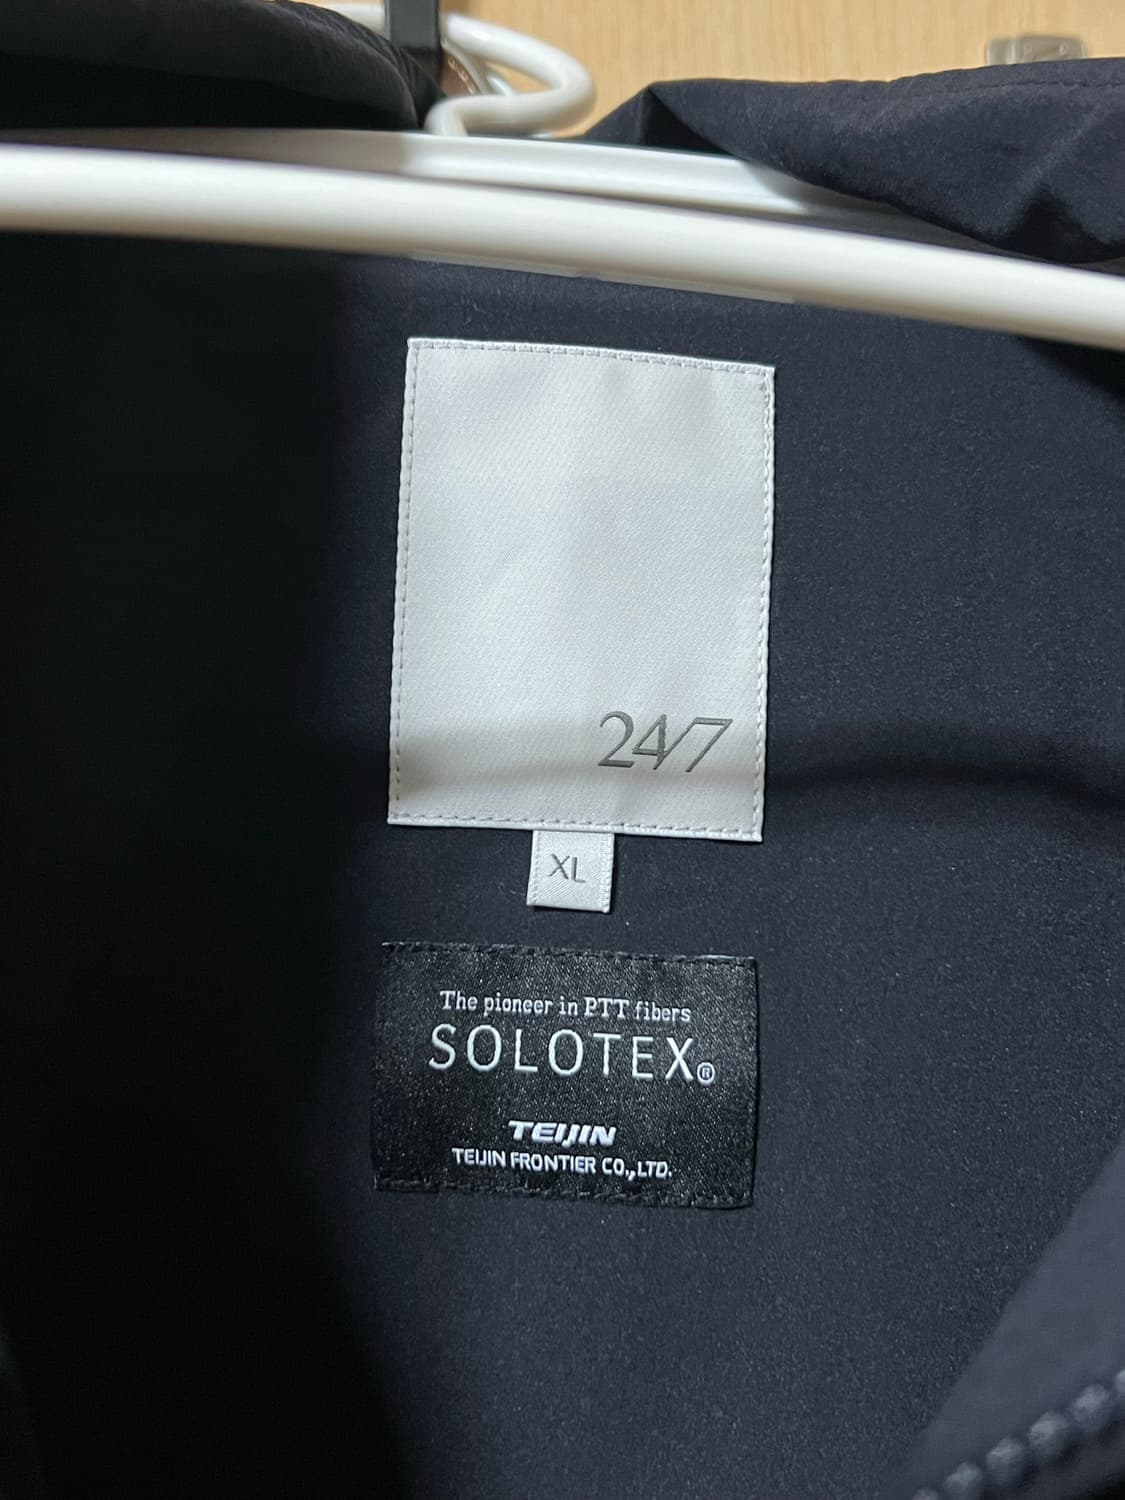 24/7
XL
The pioneer in PTT fibers
SOLOTEX®
TEIJIN
TEIJIN FRONTIER CO.,LTD.